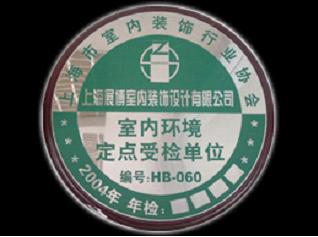 上海市室内装饰行业协会
上海展博室内装饰设计有限公司
室内环境
定点受检单位
编号:HB-060
2004年 年检: